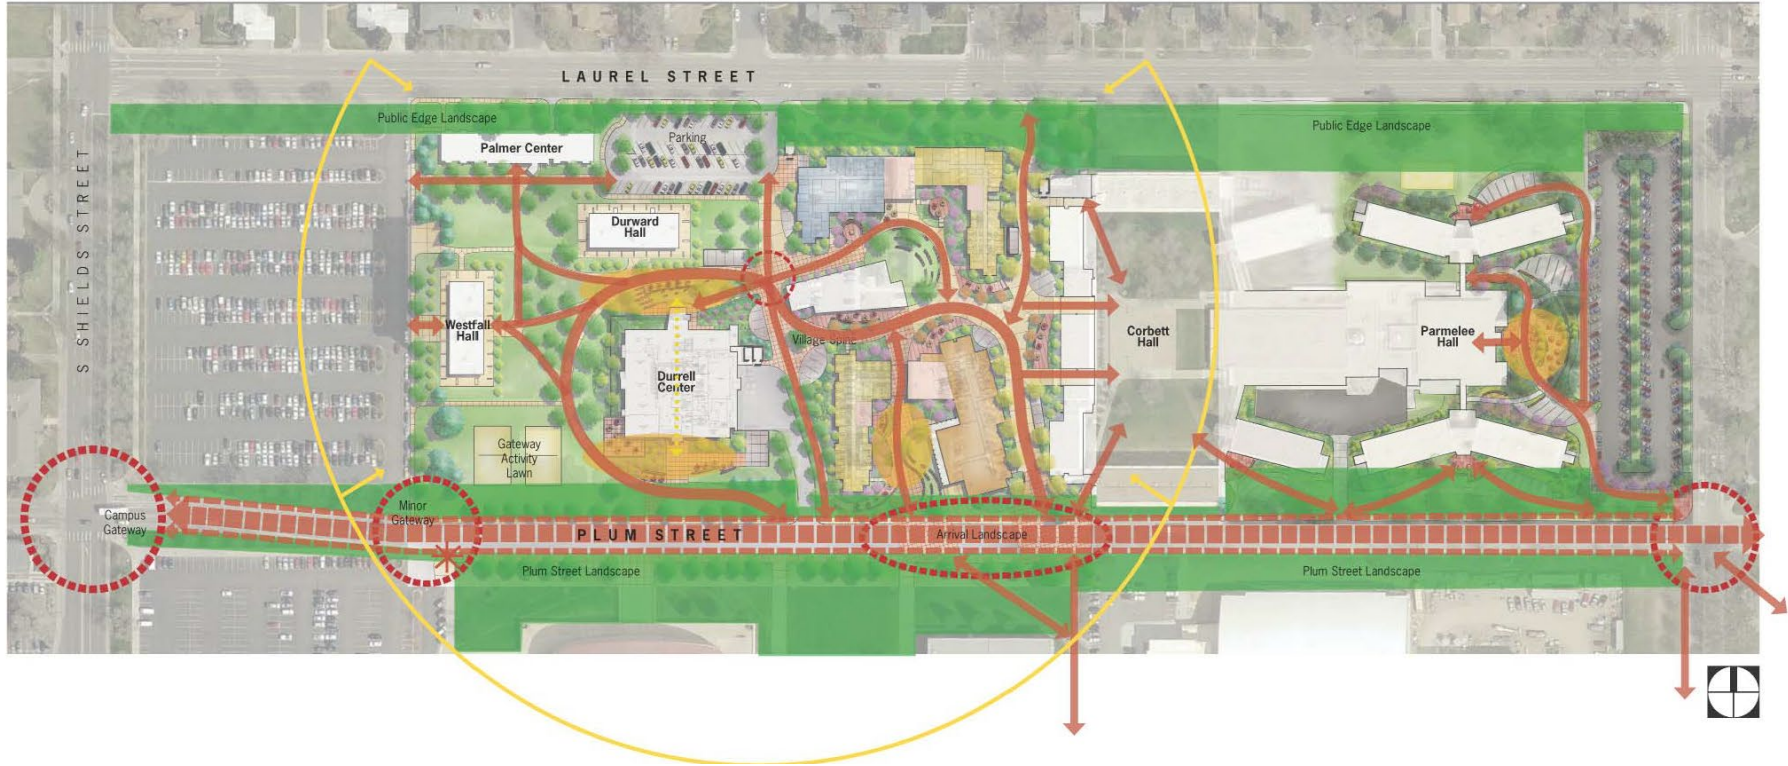 LAUREL STREET
Public Edge Landscape
Public Edge Landscape
Parking
Palmer Center
S SHIELDS STREET
Durward
Hall
Westfall
Hall
Corbett
Hall
Parmelee
Hall
Village Spine
Durrell
Center
Gateway
Activity
Lawn
Minor
Gateway
Campus
Gateway
PLUM STREET
Arrival Landscape
Plum Street Landscape
Plum Street Landscape